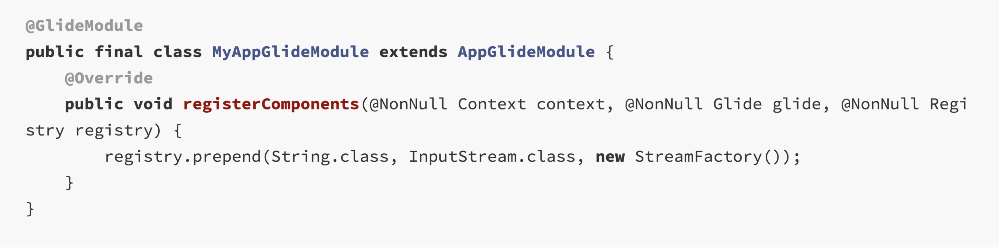 @GlideModule
public final class MyAppGlideModule extends AppGlideModule {
    @Override
    public void registerComponents(@NonNull Context context, @NonNull Glide glide, @NonNull Regi
stry registry) {
        registry.prepend(String.class, InputStream.class, new StreamFactory());
    }
}